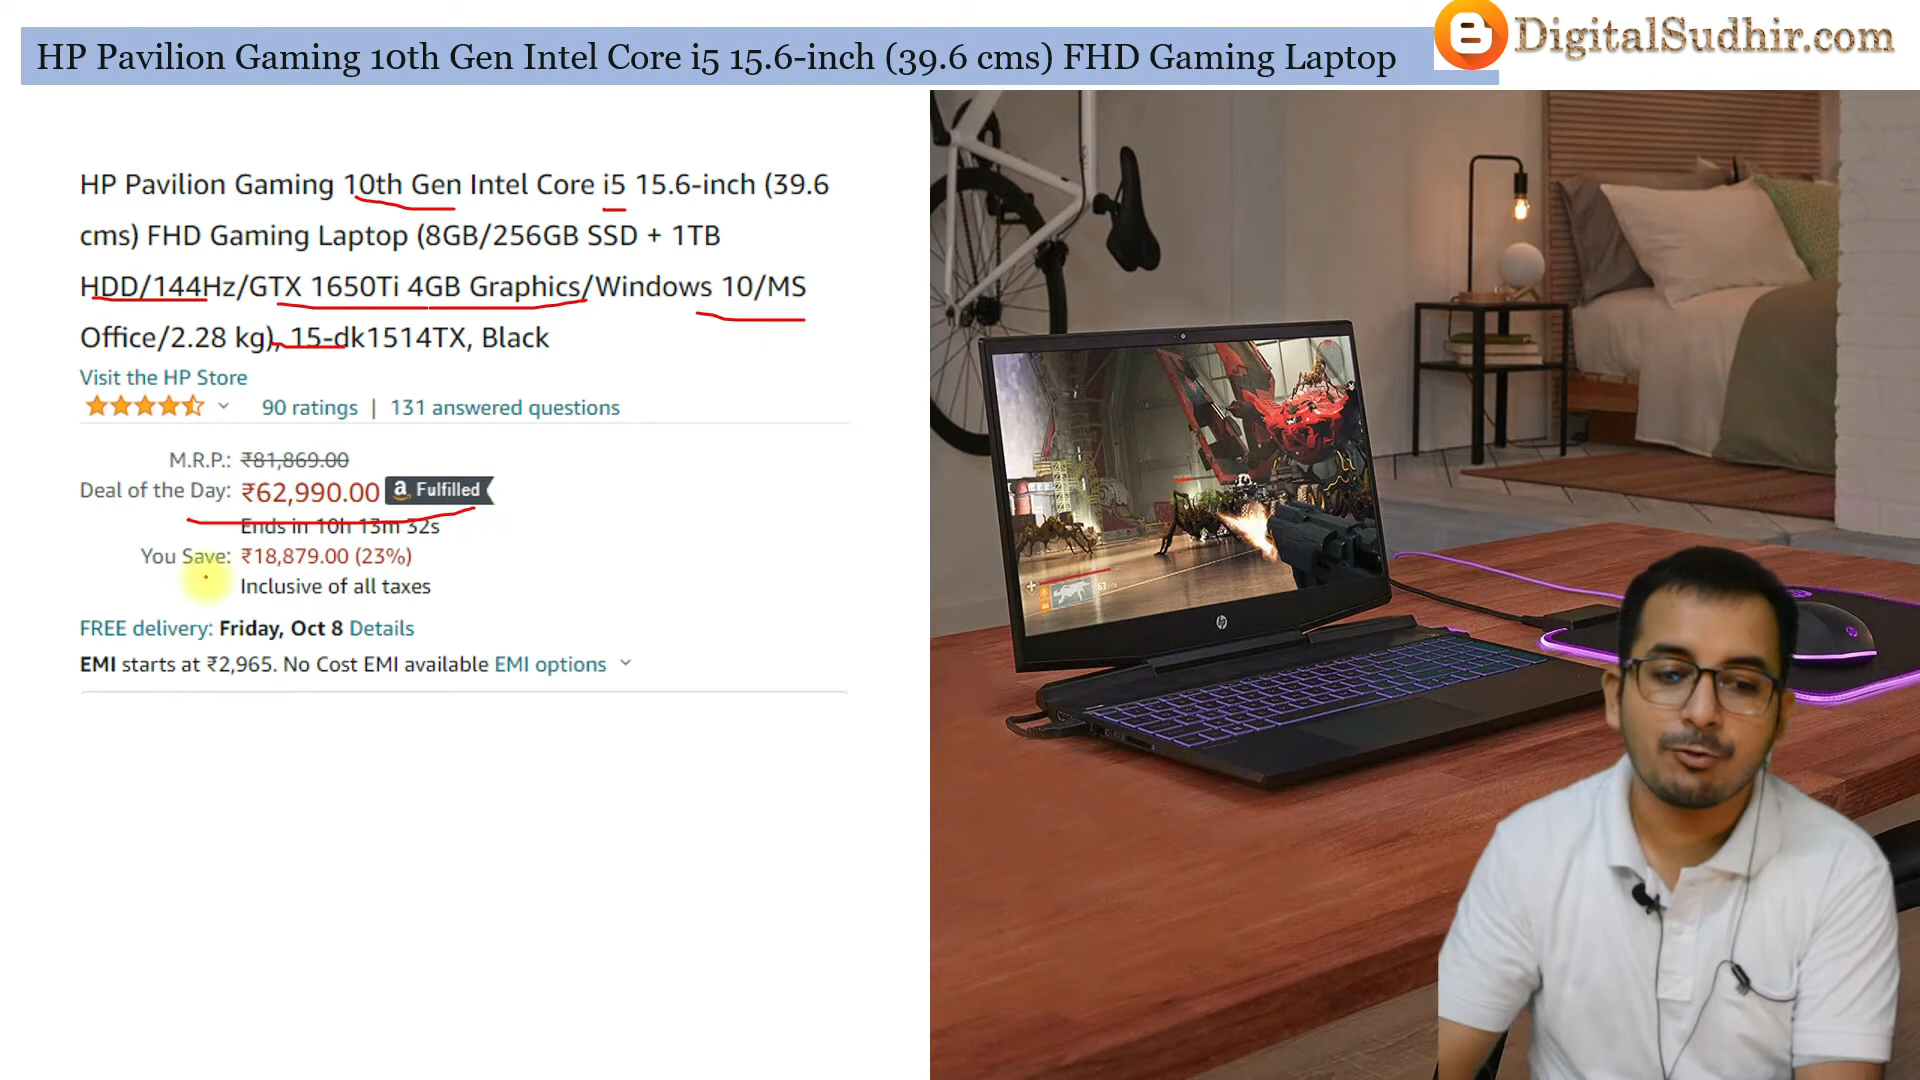 HP Pavilion Gaming 10th Gen Intel Core i5 15.6-inch (39.6 cms) FHD Gaming Laptop
DigitalSudhir.com
HP Pavilion Gaming 10th Gen Intel Core i5 15.6-inch (39.6
cms) FHD Gaming Laptop (8GB/256GB SSD + 1TB
HDD/144Hz/GTX 1650Ti 4GB Graphics/Windows 10/MS
Office/2.28 kg), 15-dk1514TX, Black
Visit the HP Store
90 ratings | 131 answered questions
M.R.P.: ₹81,869.00
Deal of the Day: ₹62,990.00 a Fulfilled
Ends in 10h 13m 32s
You Save: ₹18,879.00 (23%)
Inclusive of all taxes
FREE delivery: Friday, Oct 8 Details
EMI starts at ₹2,965. No Cost EMI available EMI options
hp
63